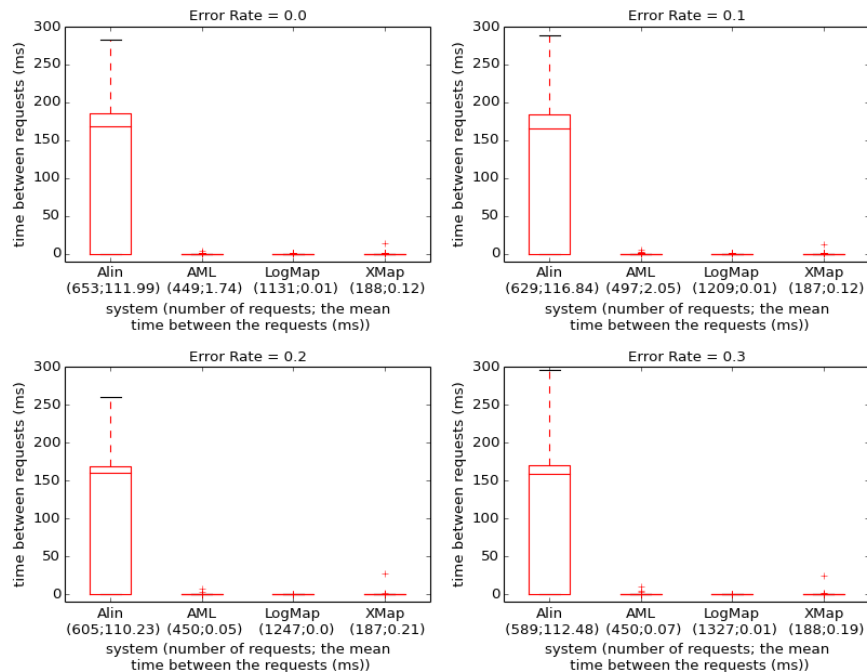 Error Rate = 0.0
time between requests (ms)
300
250
200
150
100
50
0
Alin AML LogMap XMap
(653;111.99) (449;1.74) (1131;0.01) (188;0.12)
system (number of requests; the mean
time between the requests (ms))
Error Rate = 0.1
time between requests (ms)
300
250
200
150
100
50
0
Alin AML LogMap XMap
(629;116.84) (497;2.05) (1209;0.01) (187;0.12)
system (number of requests; the mean
time between the requests (ms))
Error Rate = 0.2
time between requests (ms)
300
250
200
150
100
50
0
Alin AML LogMap XMap
(605;110.23) (450;0.05) (1247;0.0) (187;0.21)
system (number of requests; the mean
time between the requests (ms))
Error Rate = 0.3
time between requests (ms)
300
250
200
150
100
50
0
Alin AML LogMap XMap
(589;112.48) (450;0.07) (1327;0.01) (188;0.19)
system (number of requests; the mean
time between the requests (ms))